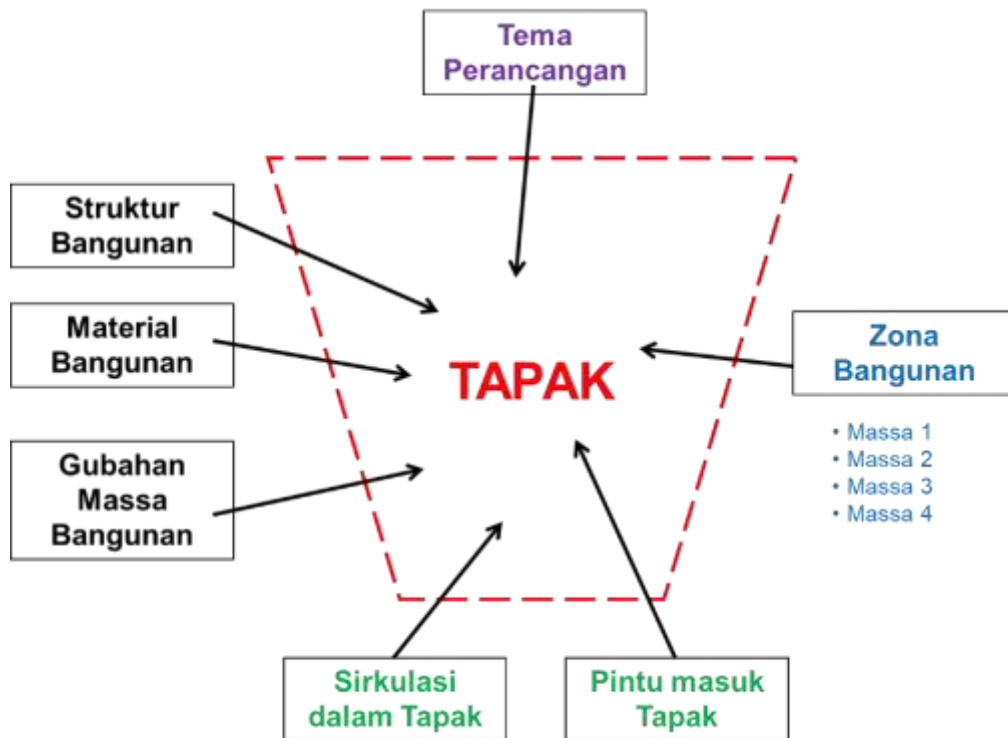 Tema
Perancangan
Struktur
Bangunan
Material
Bangunan
Gubahan
Massa
Bangunan
TAPAK
Zona
Bangunan
• Massa 1
• Massa 2
• Massa 3
• Massa 4
Sirkulasi
dalam Tapak
Pintu masuk
Tapak